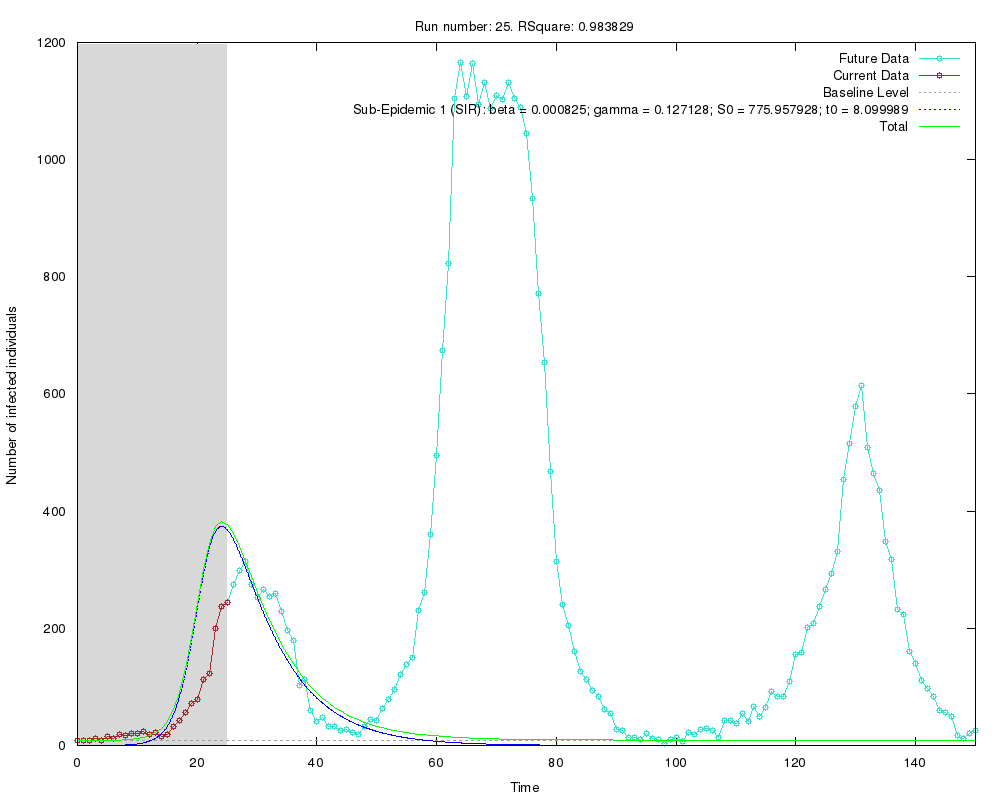 Run number: 25. RSquare: 0.983829
1200
1000
800
600
400
200
0
Number of infected individuals
Future Data
Current Data
Baseline Level
Sub-Epidemic 1 (SIR): beta = 0.000825; gamma = 0.127128; S0 = 775.957928; t0 = 8.099989
Total
0 20 40 60 80 100 120 140
Time